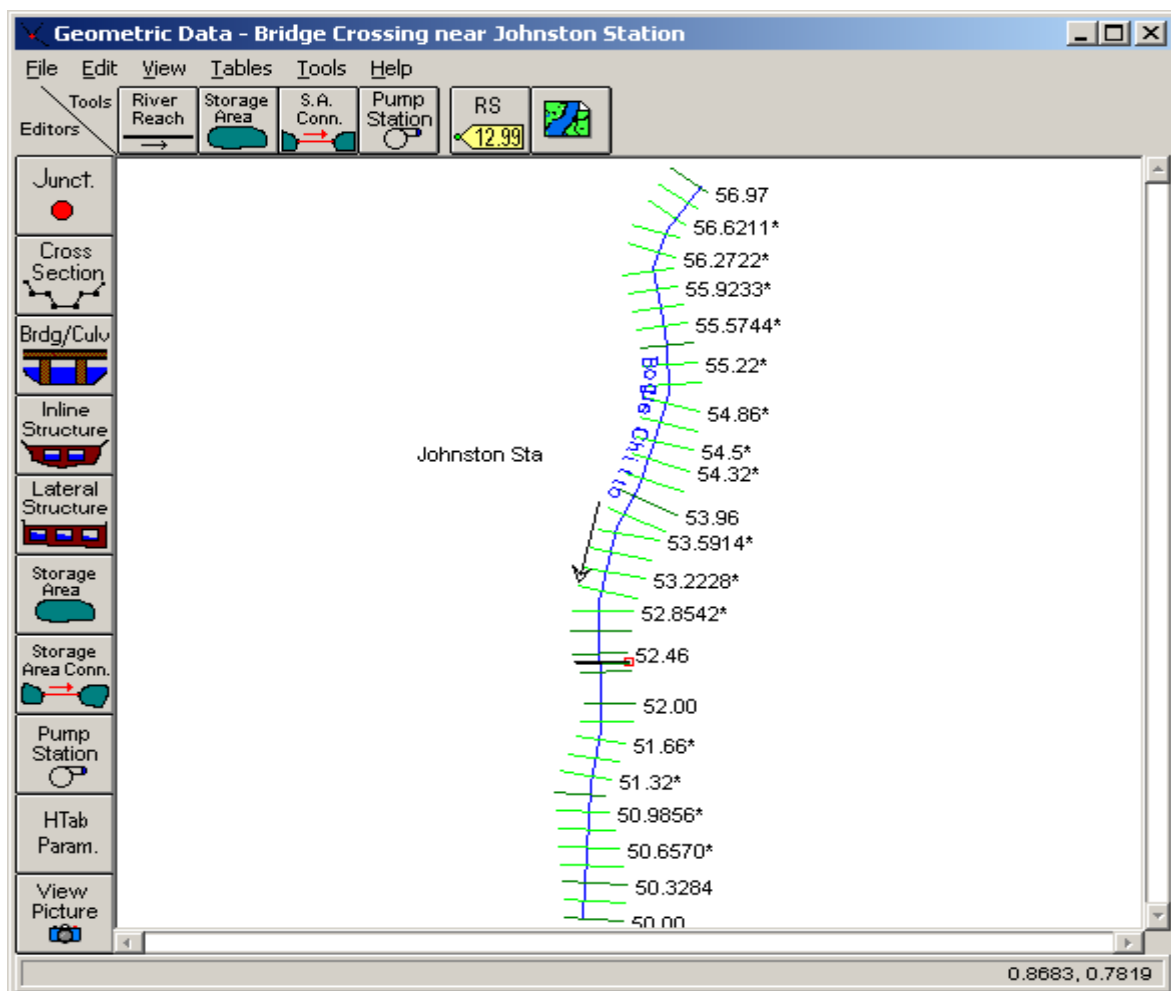 Geometric Data - Bridge Crossing near Johnston Station
File Edit View Tables Tools Help
Tools
Editors
River Reach
Storage Area
S.A. Conn.
Pump Station
RS
12.99
Junct.
Cross Section
Brdg/Culv
Inline Structure
Lateral Structure
Storage Area
Storage Area Conn.
Pump Station
HTab Param.
View Picture
56.97
56.6211*
56.2722*
55.9233*
55.5744*
55.22*
54.86*
54.5*
54.32*
53.96
53.5914*
53.2228*
52.8542*
52.46
52.00
51.66*
51.32*
50.9856*
50.6570*
50.3284
50.00
Bogue Chitto
Johnston Sta
0.8683, 0.7819